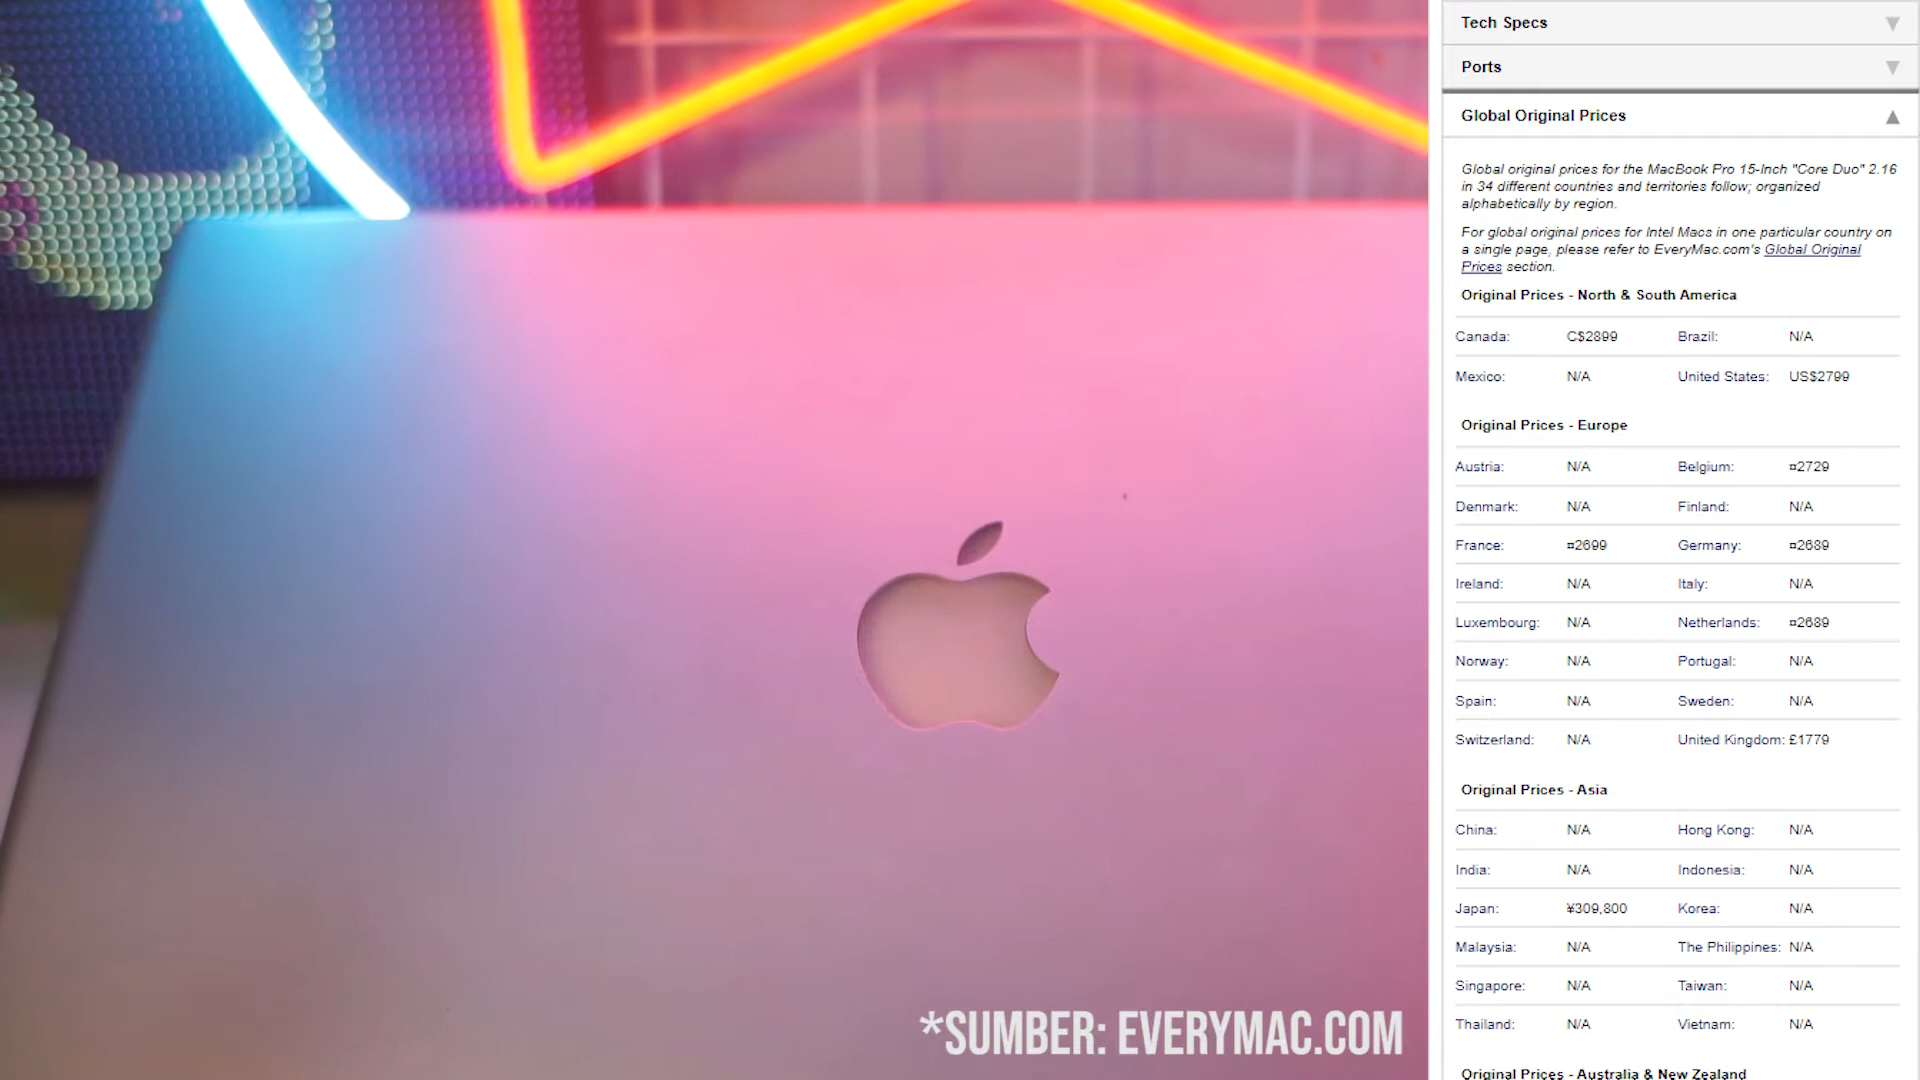 Tech Specs
Ports
Global Original Prices
Global original prices for the MacBook Pro 15-Inch "Core Duo" 2.16
in 34 different countries and territories follow; organized
alphabetically by region.
For global original prices for Intel Macs in one particular country on
a single page, please refer to EveryMac.com's Global Original
Prices section.
Original Prices - North & South America
Canada: C$2899 Brazil: N/A
Mexico: N/A United States: US$2799
Original Prices - Europe
Austria: N/A Belgium: ¤2729
Denmark: N/A Finland: N/A
France: ¤2699 Germany: ¤2689
Ireland: N/A Italy: N/A
Luxembourg: N/A Netherlands: ¤2689
Norway: N/A Portugal: N/A
Spain: N/A Sweden: N/A
Switzerland: N/A United Kingdom: £1779
Original Prices - Asia
China: N/A Hong Kong: N/A
India: N/A Indonesia: N/A
Japan: ¥309,800 Korea: N/A
Malaysia: N/A The Philippines: N/A
Singapore: N/A Taiwan: N/A
Thailand: N/A Vietnam: N/A
Original Prices - Australia & New Zealand
*SUMBER: EVERYMAC.COM